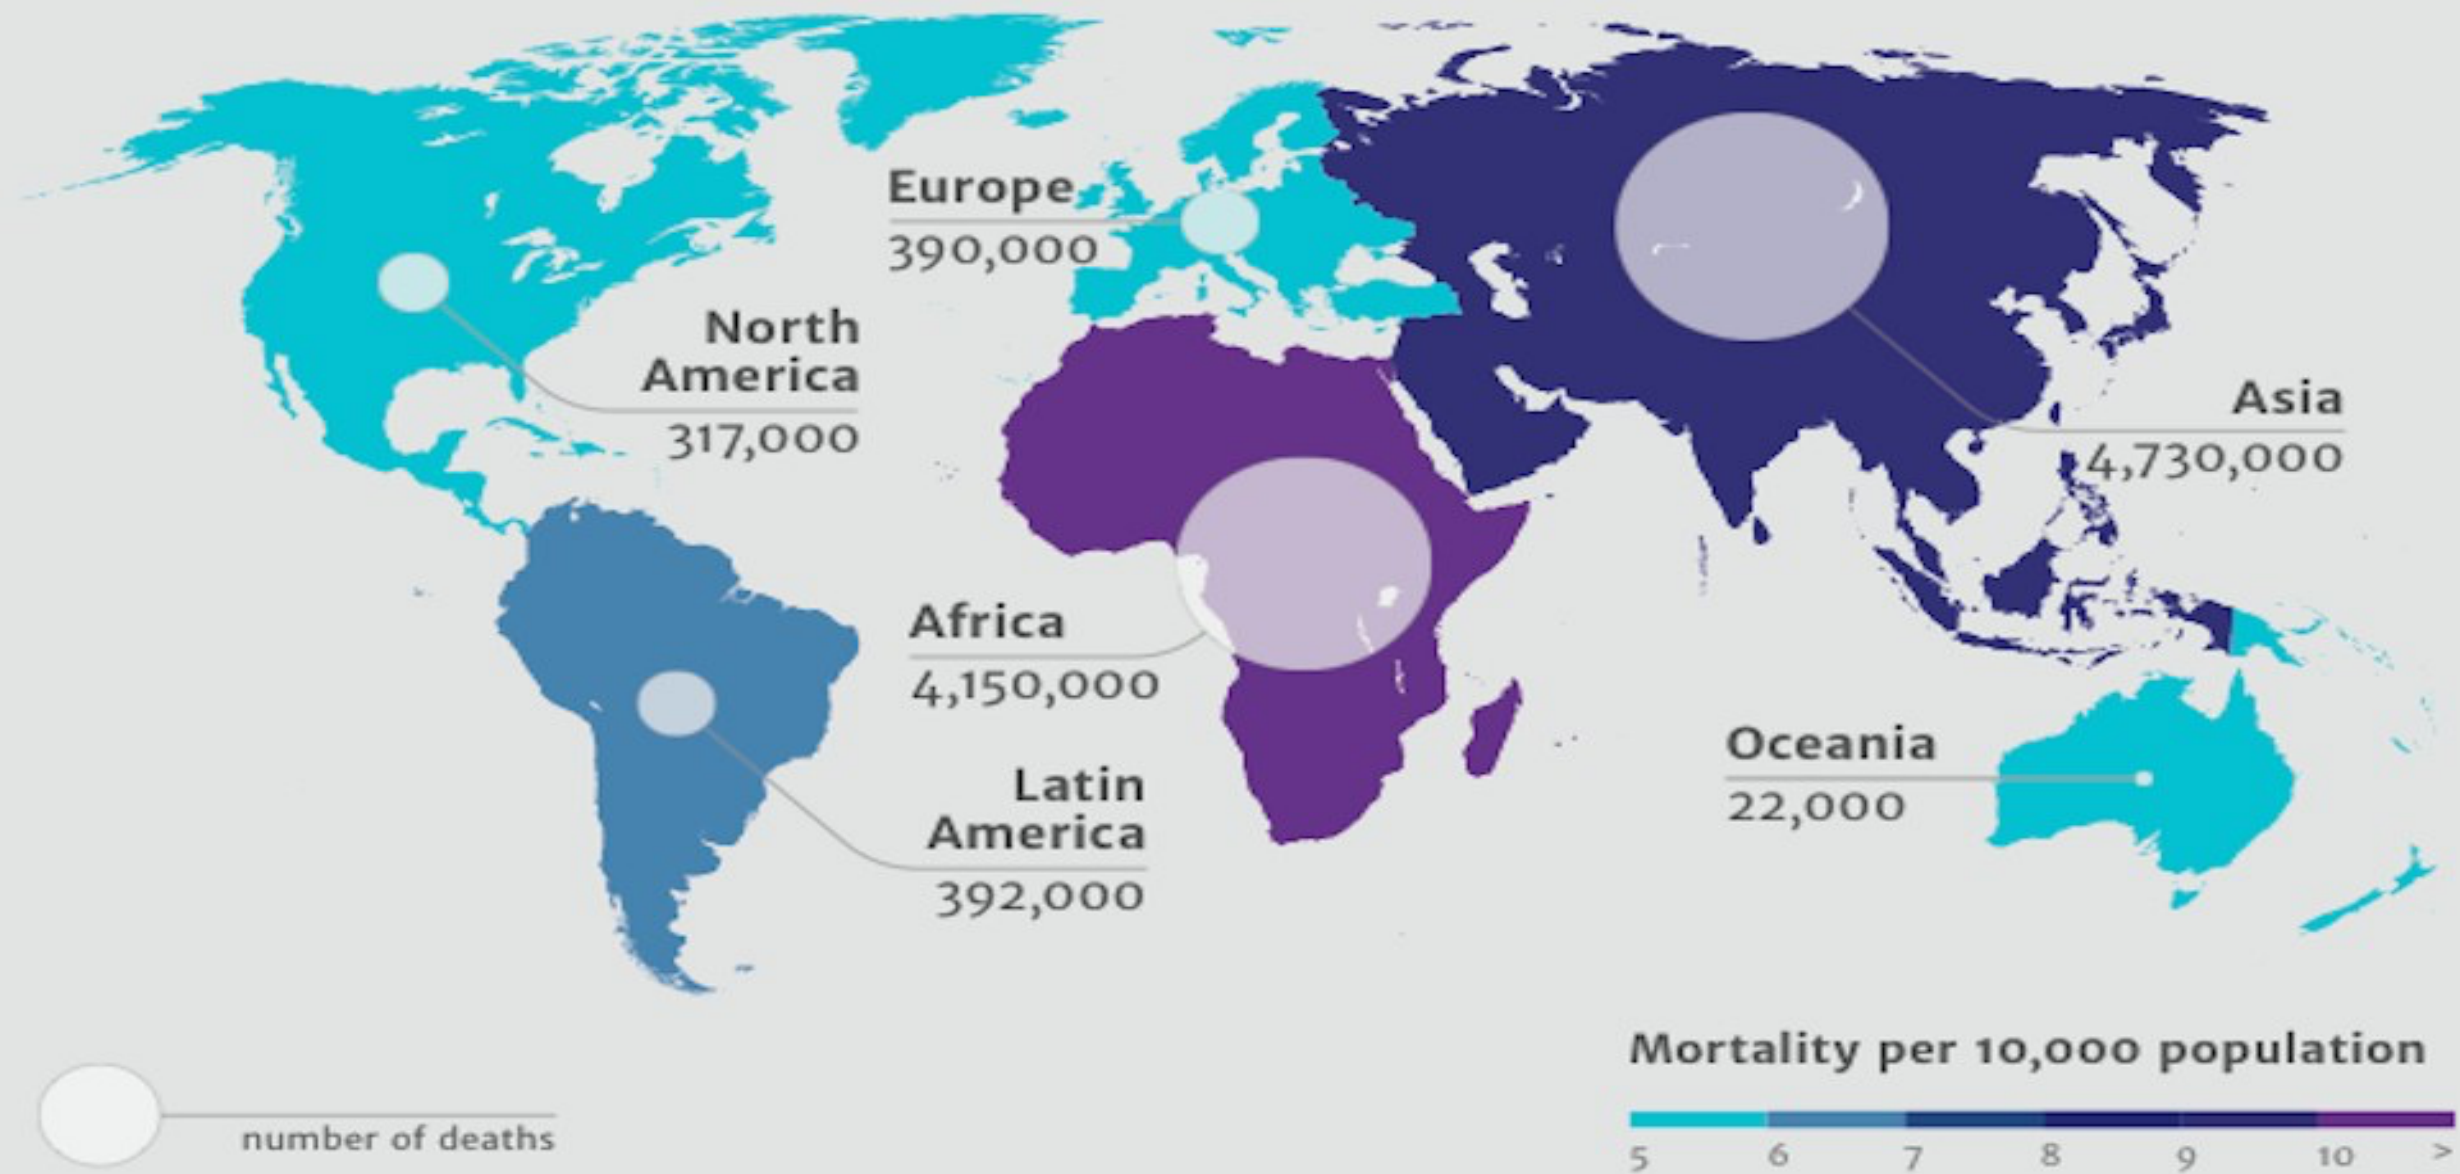 Europe
390,000
North
America
317,000
Asia
4,730,000
Africa
4,150,000
Oceania
22,000
Latin
America
392,000
number of deaths
Mortality per 10,000 population
5 6 7 8 9 10 >